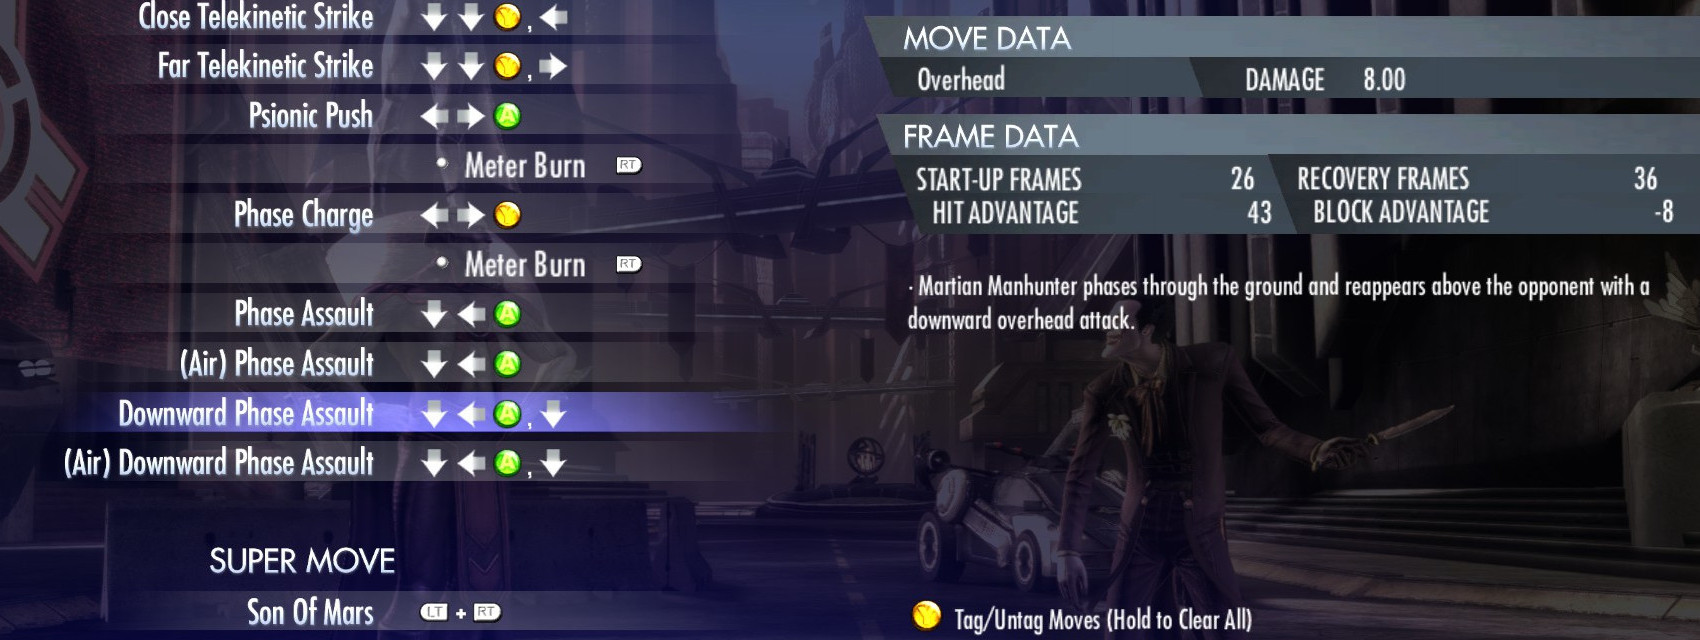 Close Telekinetic Strike ,
Far Telekinetic Strike ,
Psionic Push A
• Meter Burn RT
Phase Charge Y
• Meter Burn RT
Phase Assault A
(Air) Phase Assault A
Downward Phase Assault A ,
(Air) Downward Phase Assault A ,
SUPER MOVE
Son Of Mars LT + RT
MOVE DATA
Overhead DAMAGE 8.00
FRAME DATA
START-UP FRAMES 26 RECOVERY FRAMES 36
HIT ADVANTAGE 43 BLOCK ADVANTAGE -8
· Martian Manhunter phases through the ground and reappears above the opponent with a
downward overhead attack.
Y Tag/Untag Moves (Hold to Clear All)